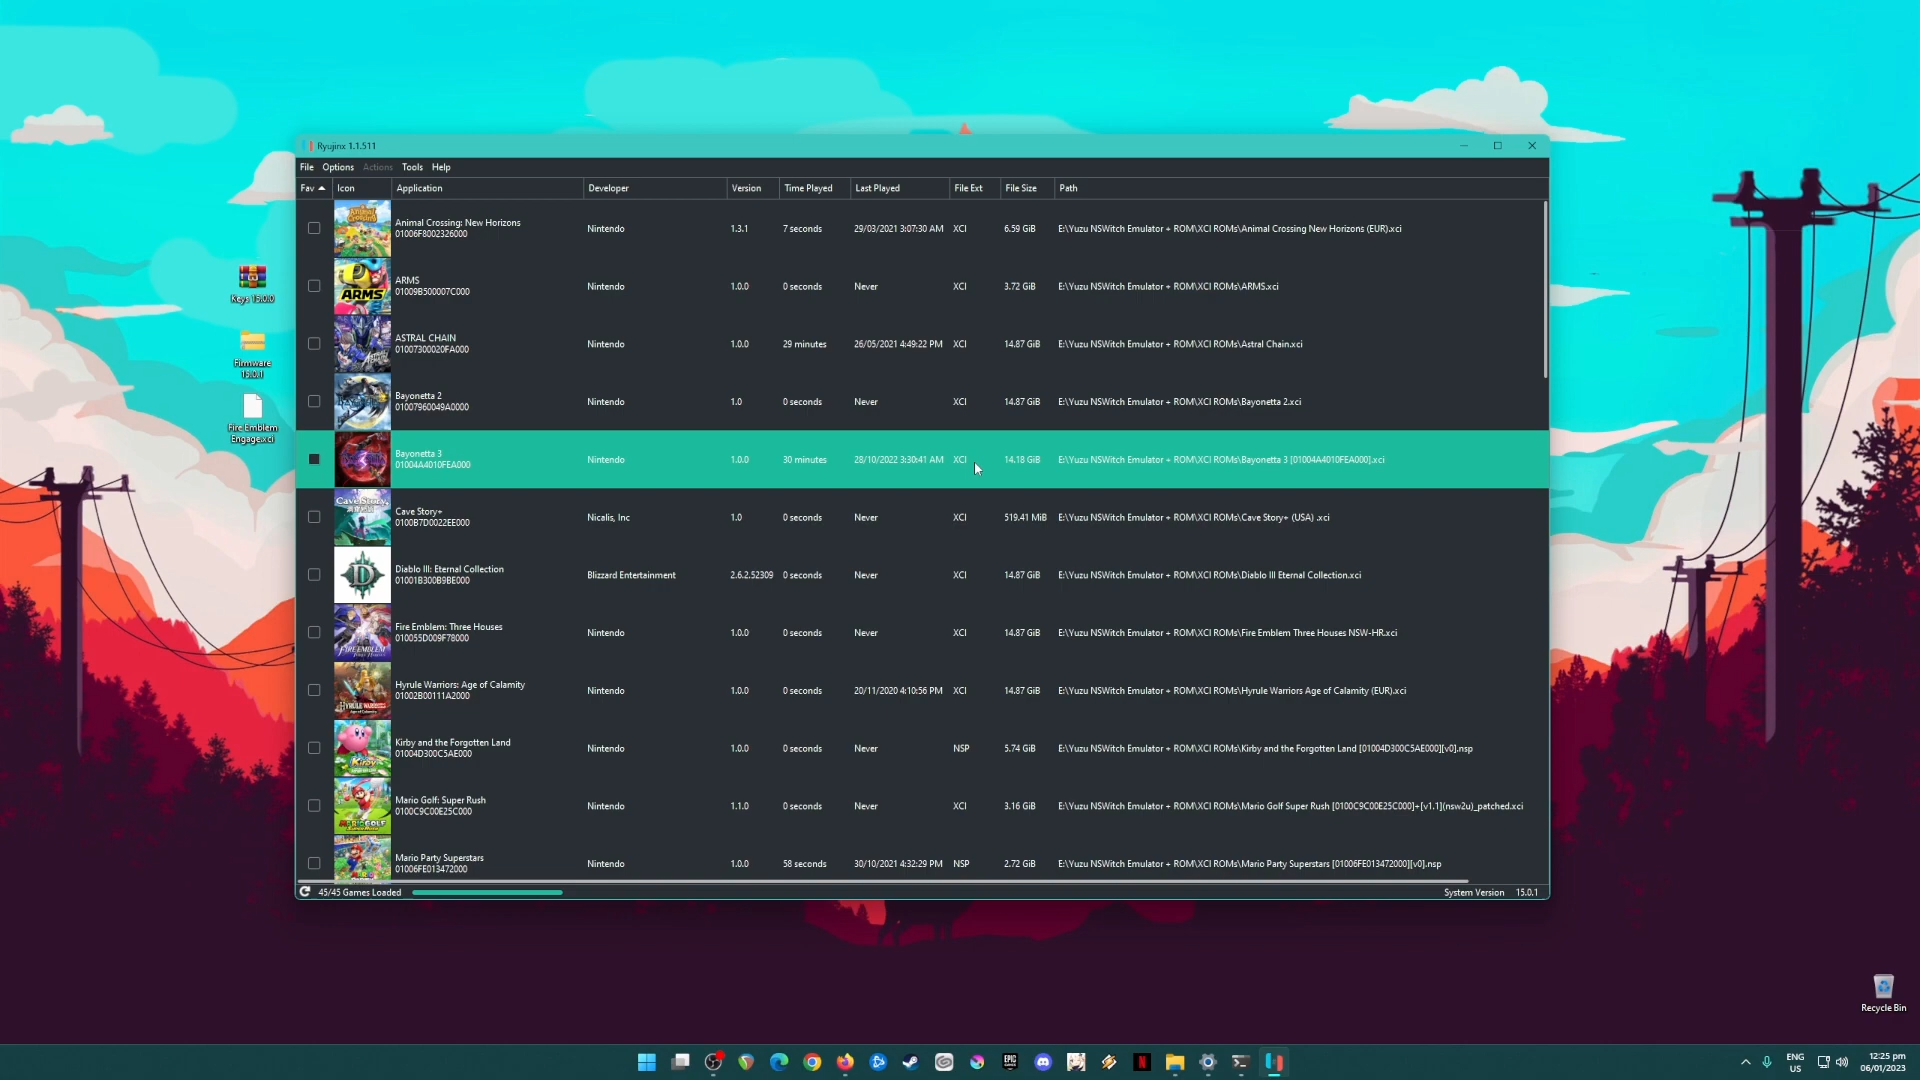 Ryujinx 1.1.511
File Options Actions Tools Help
Fav Icon Application Developer Version Time Played Last Played File Ext File Size Path
Animal Crossing: New Horizons
01006F8002326000
Nintendo 1.3.1 7 seconds 29/03/2021 3:07:30 AM XCI 6.59 GiB E:\Yuzu NSWitch Emulator + ROM\XCI ROMs\Animal Crossing New Horizons (EUR).xci
ARMS
01009B500007C000
Nintendo 1.0.0 0 seconds Never XCI 3.72 GiB E:\Yuzu NSWitch Emulator + ROM\XCI ROMs\ARMS.xci
ARMS
ASTRAL CHAIN
01007300020FA000
Nintendo 1.0.0 29 minutes 26/05/2021 4:49:22 PM XCI 14.87 GiB E:\Yuzu NSWitch Emulator + ROM\XCI ROMs\Astral Chain.xci
Bayonetta 2
01007960049A0000
Nintendo 1.0 0 seconds Never XCI 14.87 GiB E:\Yuzu NSWitch Emulator + ROM\XCI ROMs\Bayonetta 2.xci
Bayonetta 3
01004A4010FEA000
Nintendo 1.0.0 30 minutes 28/10/2022 3:30:41 AM XCI 14.18 GiB E:\Yuzu NSWitch Emulator + ROM\XCI ROMs\Bayonetta 3 [01004A4010FEA000].xci
Cave Story+
0100B7D0022EE000
Nicalis, Inc 1.0 0 seconds Never XCI 519.41 MiB E:\Yuzu NSWitch Emulator + ROM\XCI ROMs\Cave Story+ (USA) .xci
Diablo III: Eternal Collection
01001B300B9BE000
Blizzard Entertainment 2.6.2.52309 0 seconds Never XCI 14.87 GiB E:\Yuzu NSWitch Emulator + ROM\XCI ROMs\Diablo III Eternal Collection.xci
Fire Emblem: Three Houses
010055D009F78000
Nintendo 1.0.0 0 seconds Never XCI 14.87 GiB E:\Yuzu NSWitch Emulator + ROM\XCI ROMs\Fire Emblem Three Houses NSW-HR.xci
Hyrule Warriors: Age of Calamity
01002B00111A2000
Nintendo 1.0.0 0 seconds 20/11/2020 4:10:56 PM XCI 14.87 GiB E:\Yuzu NSWitch Emulator + ROM\XCI ROMs\Hyrule Warriors Age of Calamity (EUR).xci
Kirby and the Forgotten Land
01004D300C5AE000
Nintendo 1.0.0 0 seconds Never NSP 5.74 GiB E:\Yuzu NSWitch Emulator + ROM\XCI ROMs\Kirby and the Forgotten Land [01004D300C5AE000][v0].nsp
Mario Golf: Super Rush
0100C9C00E25C000
Nintendo 1.1.0 0 seconds Never XCI 3.16 GiB E:\Yuzu NSWitch Emulator + ROM\XCI ROMs\Mario Golf Super Rush [0100C9C00E25C000]+[v1.1](nsw2u)_patched.xci
Mario Party Superstars
01006FE013472000
Nintendo 1.0.0 58 seconds 30/10/2021 4:32:29 PM NSP 2.72 GiB E:\Yuzu NSWitch Emulator + ROM\XCI ROMs\Mario Party Superstars [01006FE013472000][v0].nsp
45/45 Games Loaded
System Version 15.0.1
Keys 15.0.0
Firmware
15.0.1
Fire Emblem
Engage.xci
Recycle Bin
EPIC
ENG
US
12:25 pm
06/01/2023